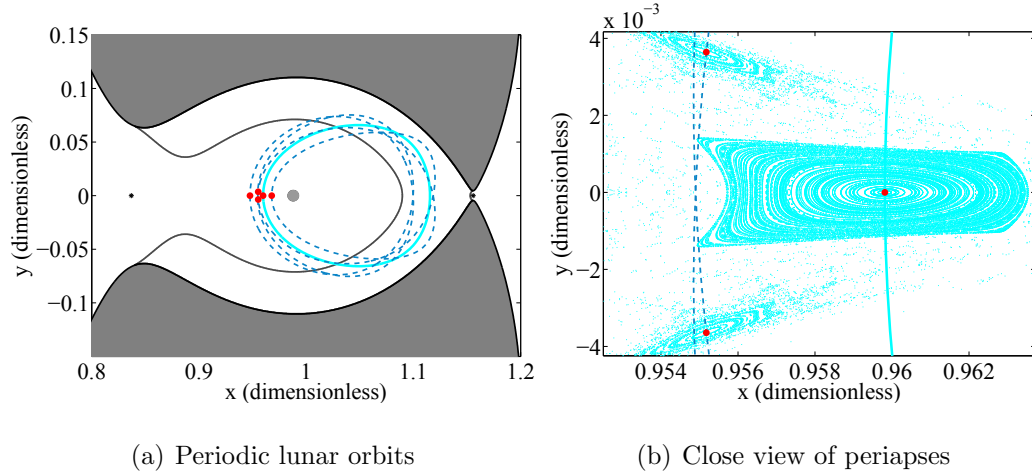 x 10⁻³
0.15
0.1
0.05
0
−0.05
−0.1
y (dimensionless)
0.8 0.9 1 1.1 1.2
x (dimensionless)
4
2
0
−2
−4
y (dimensionless)
0.954 0.956 0.958 0.96 0.962
x (dimensionless)
(a) Periodic lunar orbits
(b) Close view of periapses